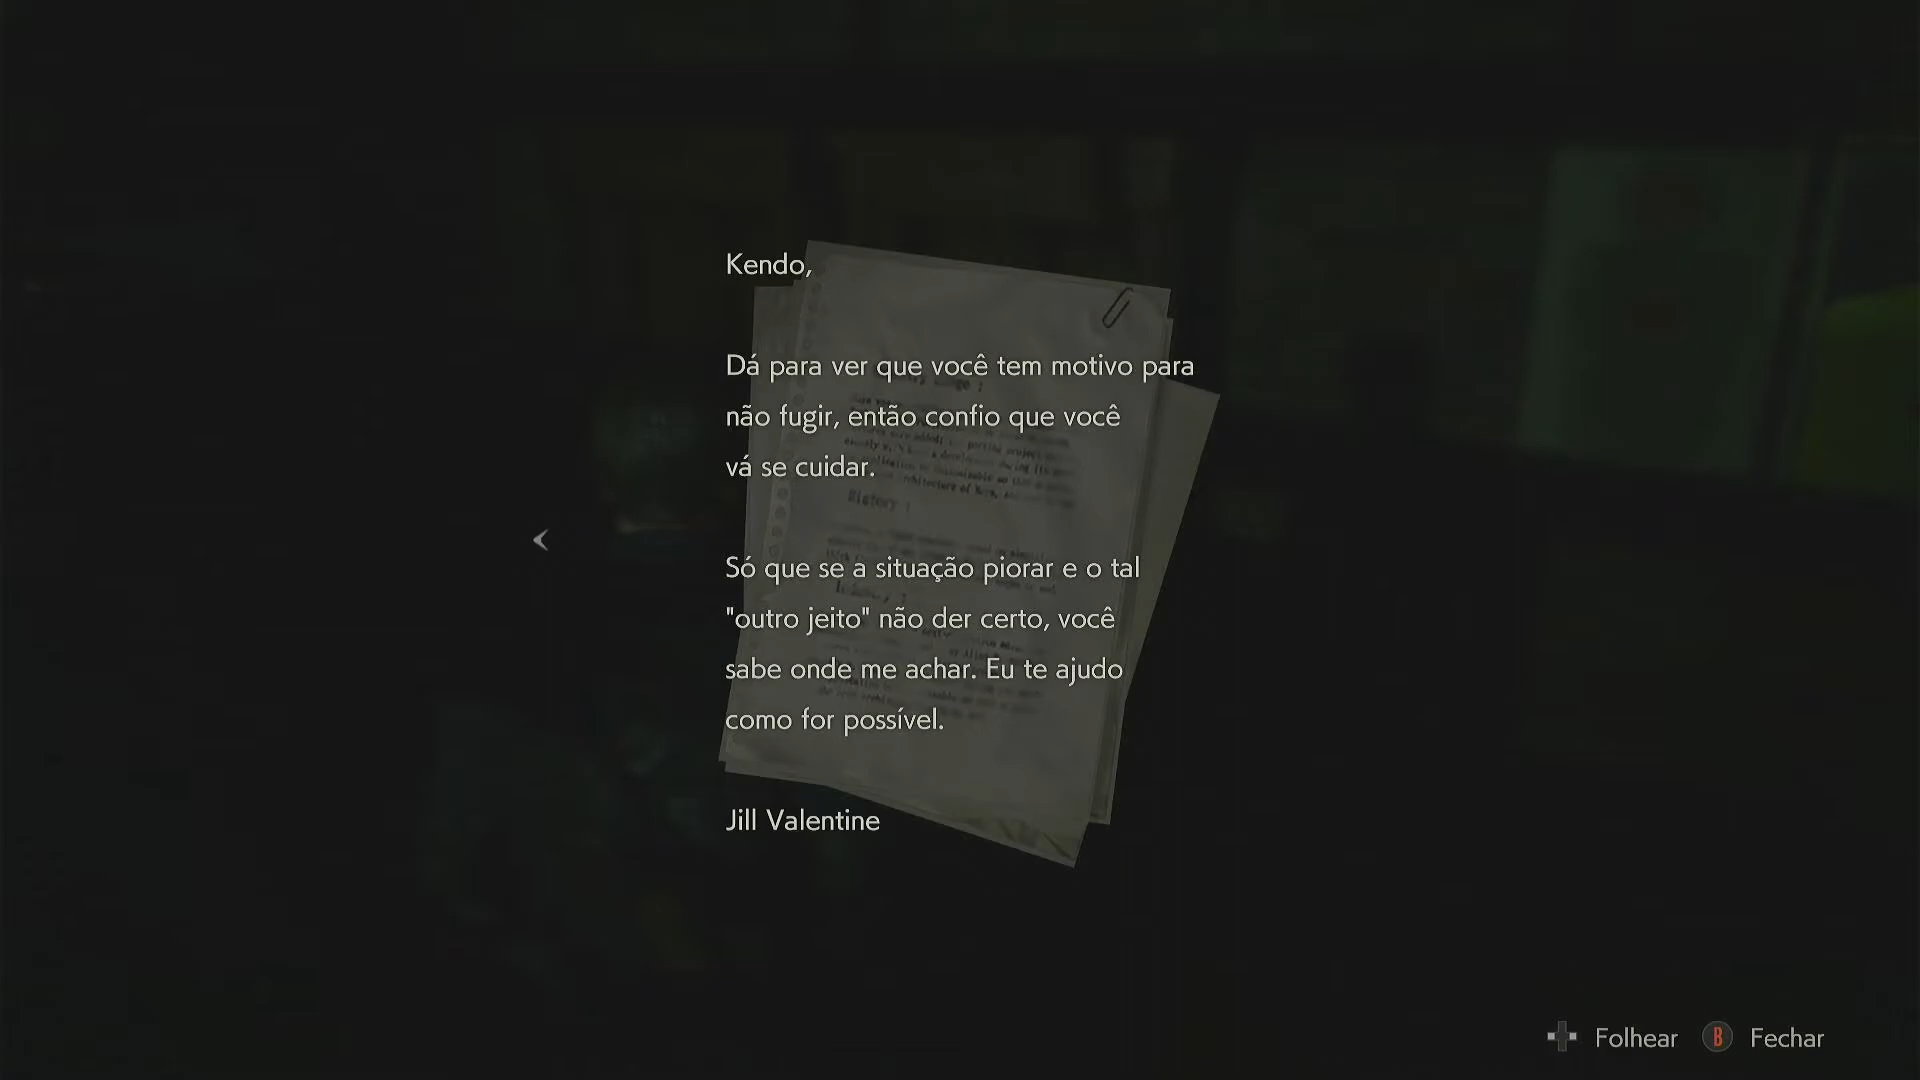 Kendo,
Dá para ver que você tem motivo para
não fugir, então confio que você
vá se cuidar.
Só que se a situação piorar e o tal
"outro jeito" não der certo, você
sabe onde me achar. Eu te ajudo
como for possível.
Jill Valentine
Folhear B Fechar